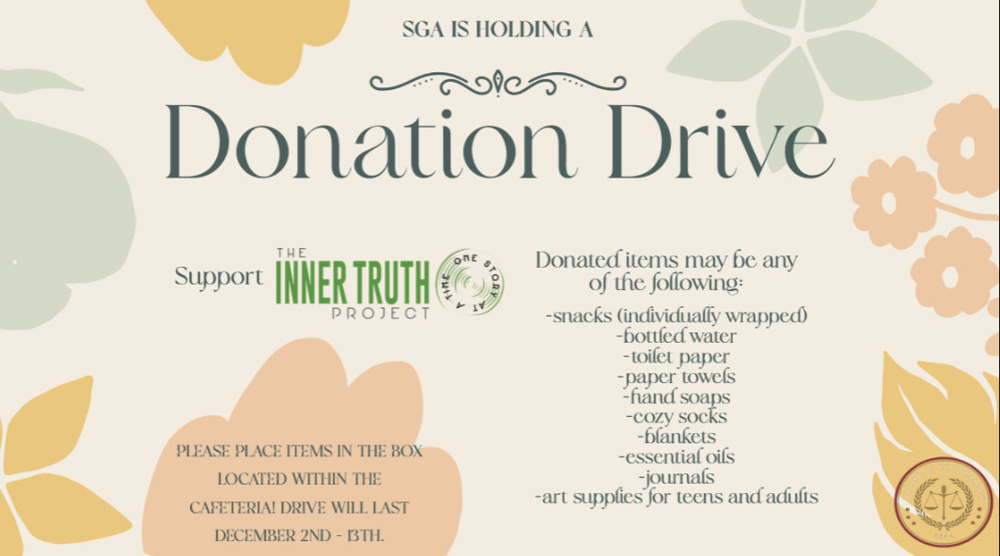 SGA IS HOLDING A
Donation Drive
Support
THE
INNER TRUTH
PROJECT
ONE STORY AT A TIME
Donated items may be any
of the following:
-snacks (individually wrapped)
-bottled water
-toilet paper
-paper towels
-hand soaps
-cozy socks
-blankets
-essential oils
-journals
-art supplies for teens and adults
PLEASE PLACE ITEMS IN THE BOX
LOCATED WITHIN THE
CAFETERIA! DRIVE WILL LAST
DECEMBER 2ND - 13TH.